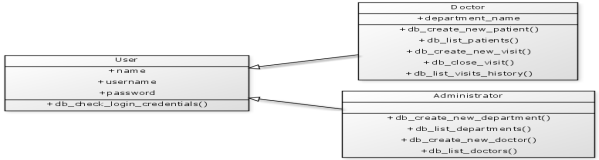 User
+name
+username
+password
+db_check_login_credentials()
Doctor
+department_name
+db_create_new_patient()
+db_list_patients()
+db_create_new_visit()
+db_close_visit()
+db_list_visits_history()
Administrator
+db_create_new_department()
+db_list_departments()
+db_create_new_doctor()
+db_list_doctors()